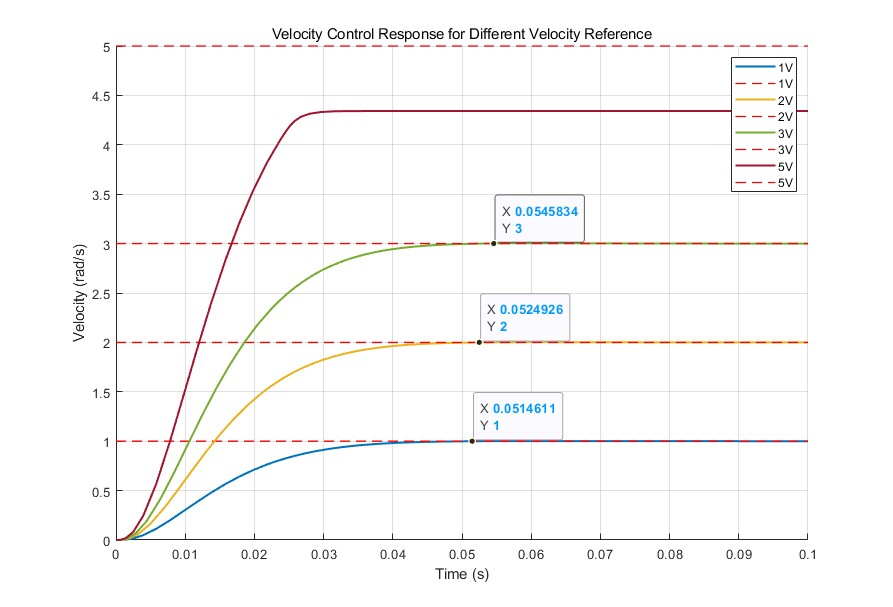 Velocity Control Response for Different Velocity Reference
5
4.5
4
3.5
3
2.5
2
1.5
1
0.5
0
Velocity (rad/s)
1V
1V
2V
2V
3V
3V
5V
5V
X 0.0545834
Y 3
X 0.0524926
Y 2
X 0.0514611
Y 1
0 0.01 0.02 0.03 0.04 0.05 0.06 0.07 0.08 0.09 0.1
Time (s)